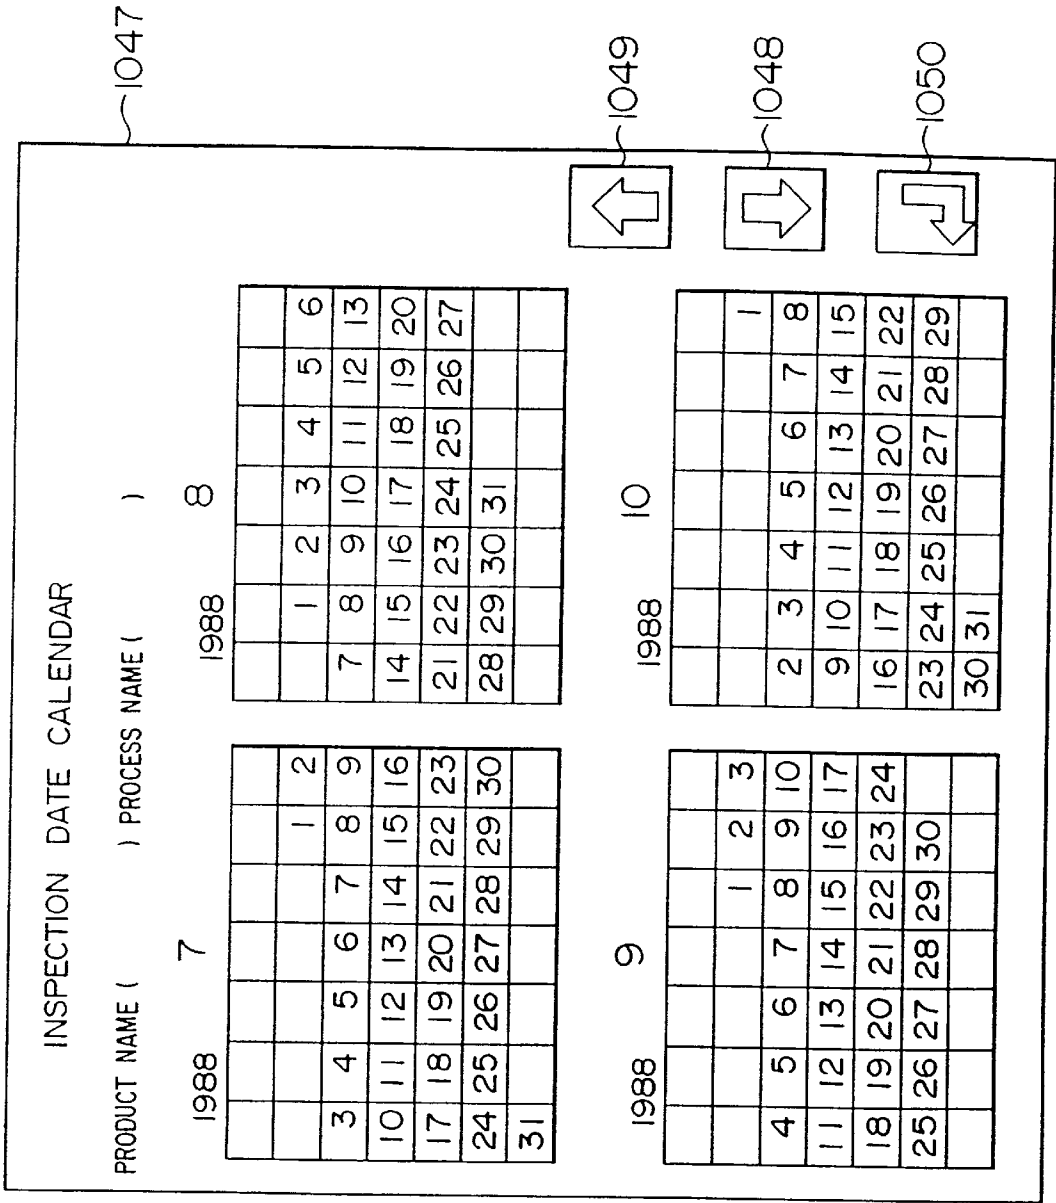 INSPECTION DATE CALENDAR
PRODUCT NAME ( ) PROCESS NAME ( )
1988 7
1 2
3 4 5 6 7 8 9
10 11 12 13 14 15 16
17 18 19 20 21 22 23
24 25 26 27 28 29 30
31
1988 8
1 2 3 4 5 6
7 8 9 10 11 12 13
14 15 16 17 18 19 20
21 22 23 24 25 26 27
28 29 30 31
1988 9
1 2 3
4 5 6 7 8 9 10
11 12 13 14 15 16 17
18 19 20 21 22 23 24
25 26 27 28 29 30
1988 10
1
2 3 4 5 6 7 8
9 10 11 12 13 14 15
16 17 18 19 20 21 22
23 24 25 26 27 28 29
30 31
1047
1049
1048
1050